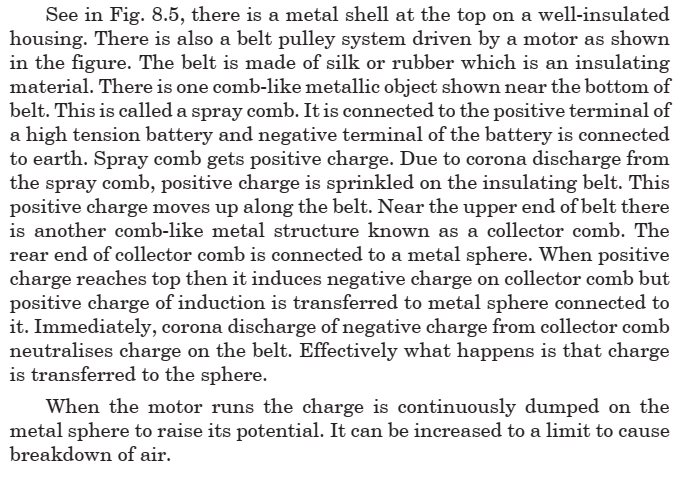 See in Fig. 8.5, there is a metal shell at the top on a well-insulated
housing. There is also a belt pulley system driven by a motor as shown
in the figure. The belt is made of silk or rubber which is an insulating
material. There is one comb-like metallic object shown near the bottom of
belt. This is called a spray comb. It is connected to the positive terminal of
a high tension battery and negative terminal of the battery is connected
to earth. Spray comb gets positive charge. Due to corona discharge from
the spray comb, positive charge is sprinkled on the insulating belt. This
positive charge moves up along the belt. Near the upper end of belt there
is another comb-like metal structure known as a collector comb. The
rear end of collector comb is connected to a metal sphere. When positive
charge reaches top then it induces negative charge on collector comb but
positive charge of induction is transferred to metal sphere connected to
it. Immediately, corona discharge of negative charge from collector comb
neutralises charge on the belt. Effectively what happens is that charge
is transferred to the sphere.
When the motor runs the charge is continuously dumped on the
metal sphere to raise its potential. It can be increased to a limit to cause
breakdown of air.